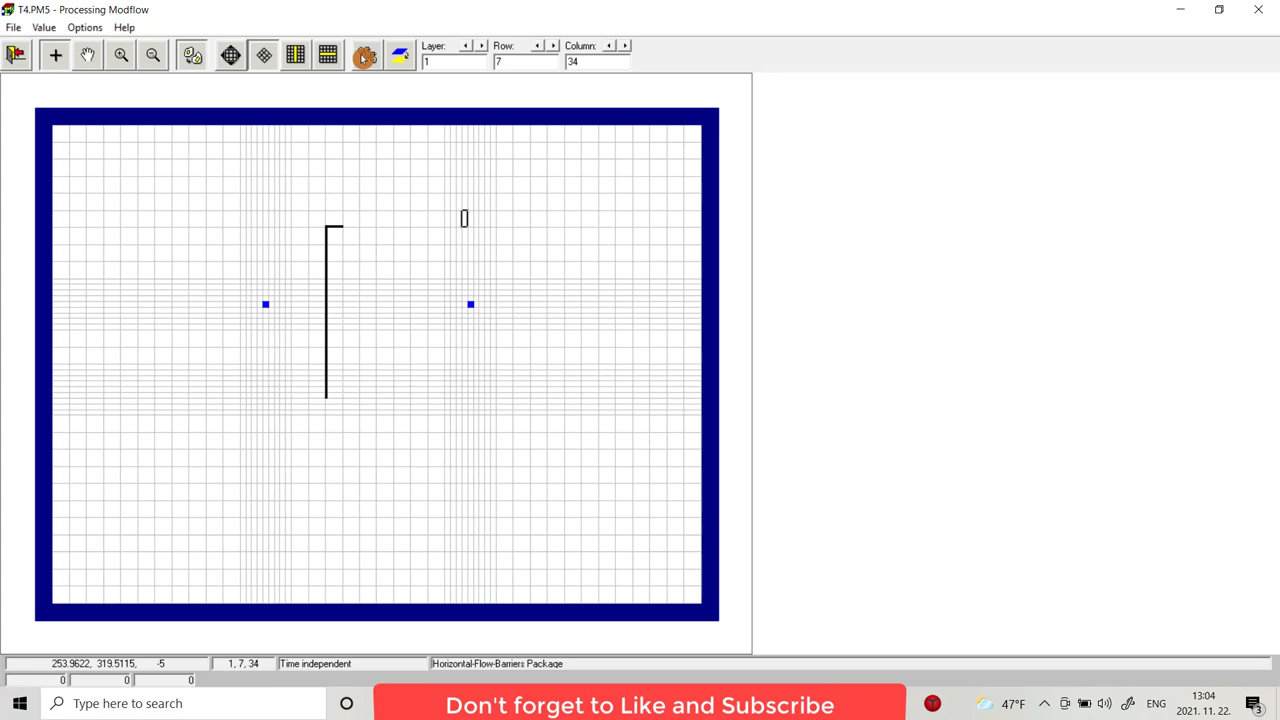 T4.PM5 - Processing Modflow
File Value Options Help
Layer: Row: Column:
1 7 34
253.9622, 319.5115, -5 1, 7, 34 Time independent Horizontal-Flow-Barriers Package
0 0 0
Type here to search
Don't forget to Like and Subscribe
47°F ENG
13:04
2021. 11. 22.
3